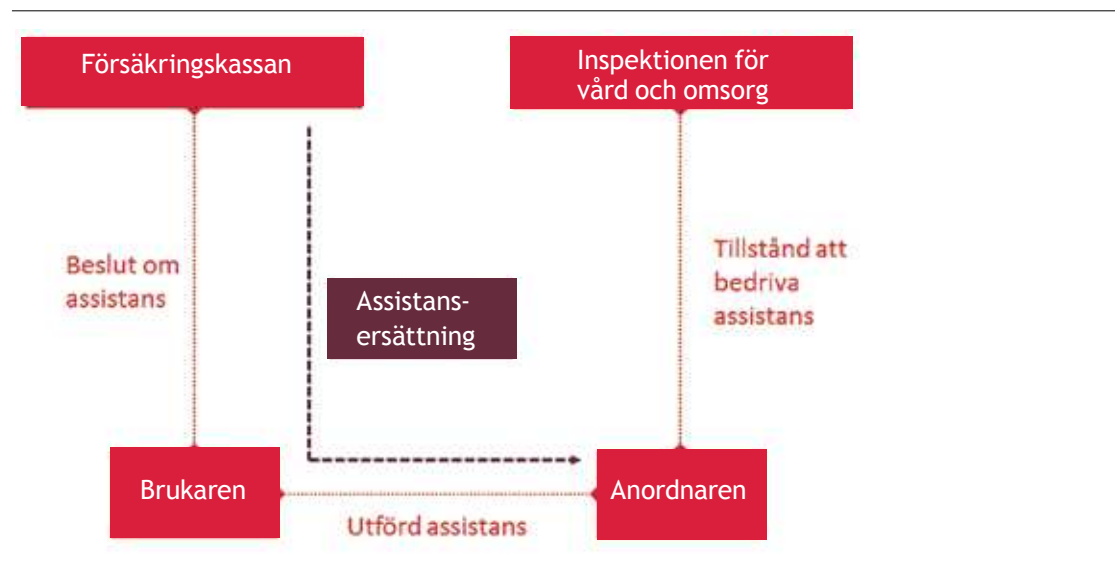 Försäkringskassan
Inspektionen för
vård och omsorg
Beslut om
assistans
Assistans-
ersättning
Tillstånd att
bedriva
assistans
Brukaren
Anordnaren
Utförd assistans